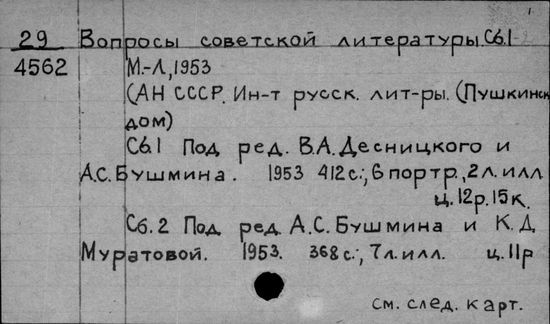 29 Вопросы советской литературы. Сб.1
4562 М.-Л., 1953
(АН СССР. Ин-т русск. лит-ры. (Пушкинск
дом)
Сб.1 Под ред. В.А.Десницкого и
А.С.Бушмина. 1953 412с., 6 портр., 2л.илл
ц.12р.15к.
Сб.2 Под ред. А.С.Бушмина и К.Д
Муратовой. 1953. 368с., 7л.илл. ц.11р
см. след. карт.